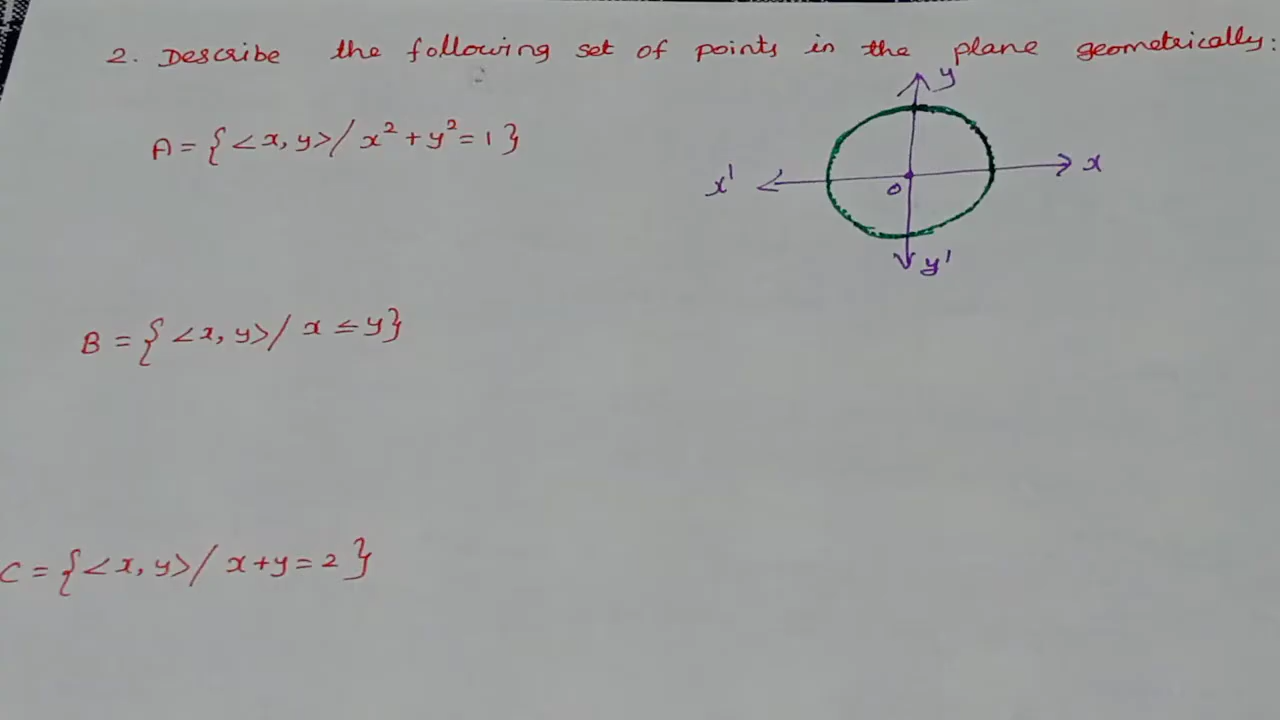 2. Describe the following set of points in the plane geometrically:
A = {<x, y> / x² + y² = 1}
y
x' x
o
y'
B = {<x, y> / x ≤ y}
C = {<x, y> / x + y = 2}